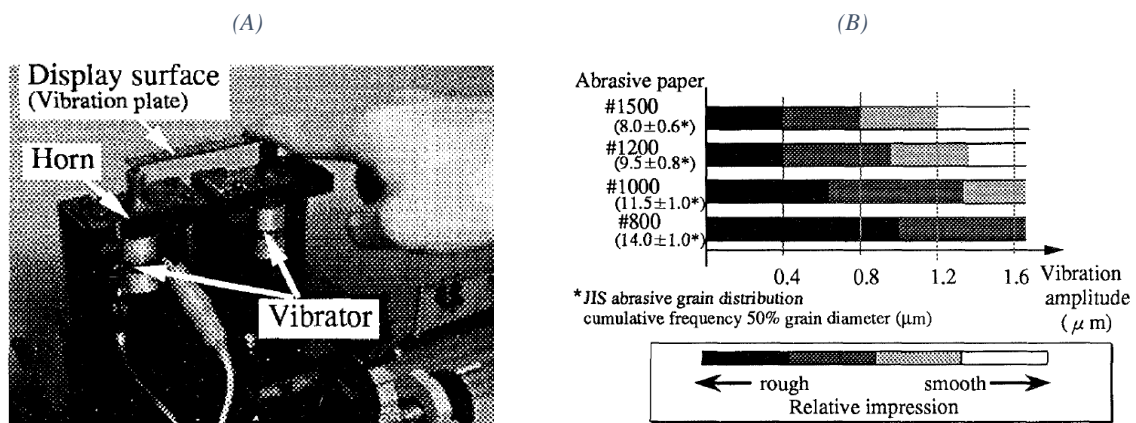 (A)
(B)
Display surface
(Vibration plate)
Horn
Vibrator
Abrasive paper
#1500
(8.0±0.6*)
#1200
(9.5±0.8*)
#1000
(11.5±1.0*)
#800
(14.0±1.0*)
0.4 0.8 1.2 1.6 Vibration
amplitude
( μ m)
*JIS abrasive grain distribution
cumulative frequency 50% grain diameter (μm)
rough smooth
Relative impression